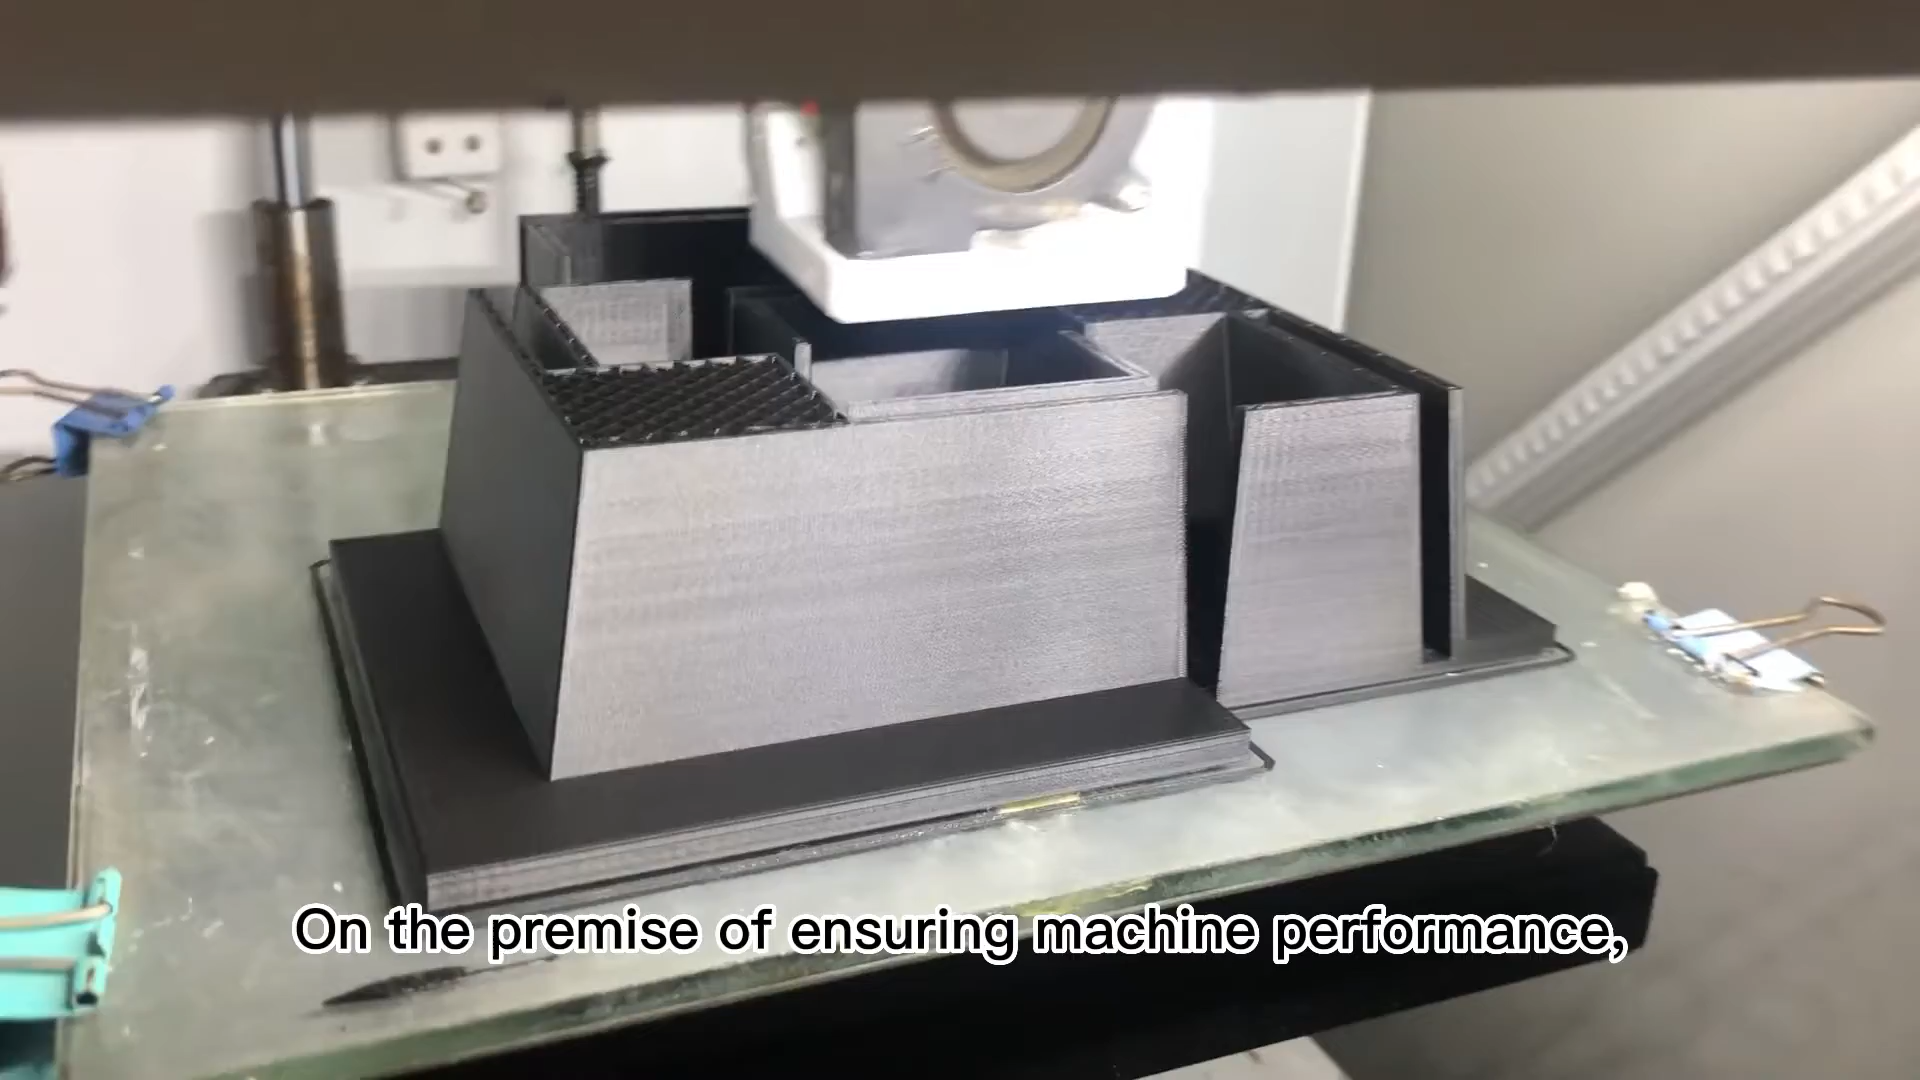 On the premise of ensuring machine performance,